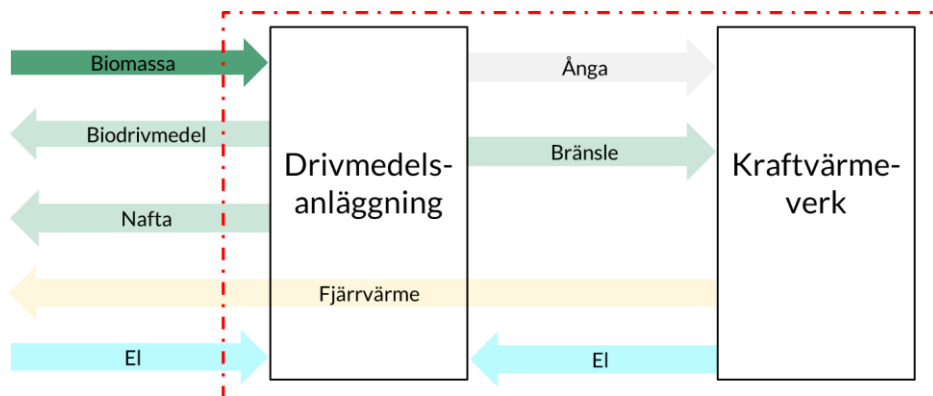 Biomassa
Biodrivmedel
Nafta
Fjärrvärme
El
Drivmedels-
anläggning
Ånga
Bränsle
El
Kraftvärme-
verk